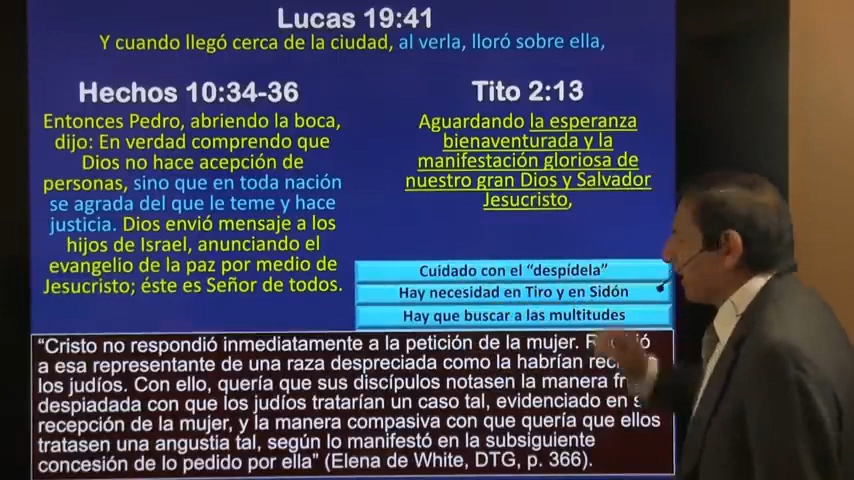 Lucas 19:41
Y cuando llegó cerca de la ciudad, al verla, lloró sobre ella,
Hechos 10:34-36
Entonces Pedro, abriendo la boca,
dijo: En verdad comprendo que
Dios no hace acepción de
personas, sino que en toda nación
se agrada del que le teme y hace
justicia. Dios envió mensaje a los
hijos de Israel, anunciando el
evangelio de la paz por medio de
Jesucristo; éste es Señor de todos.
Tito 2:13
Aguardando la esperanza
bienaventurada y la
manifestación gloriosa de
nuestro gran Dios y Salvador
Jesucristo,
Cuidado con el “despídela”
Hay necesidad en Tiro y en Sidón
Hay que buscar a las multitudes
“Cristo no respondió inmediatamente a la petición de la mujer.
a esa representante de una raza despreciada como la habrían
los judíos. Con ello, quería que sus discípulos notasen la manera
despiadada con que los judíos tratarían un caso tal, evidenciado en
recepción de la mujer, y la manera compasiva con que quería que ellos
tratasen una angustia tal, según lo manifestó en la subsiguiente
concesión de lo pedido por ella” (Elena de White, DTG, p. 366).